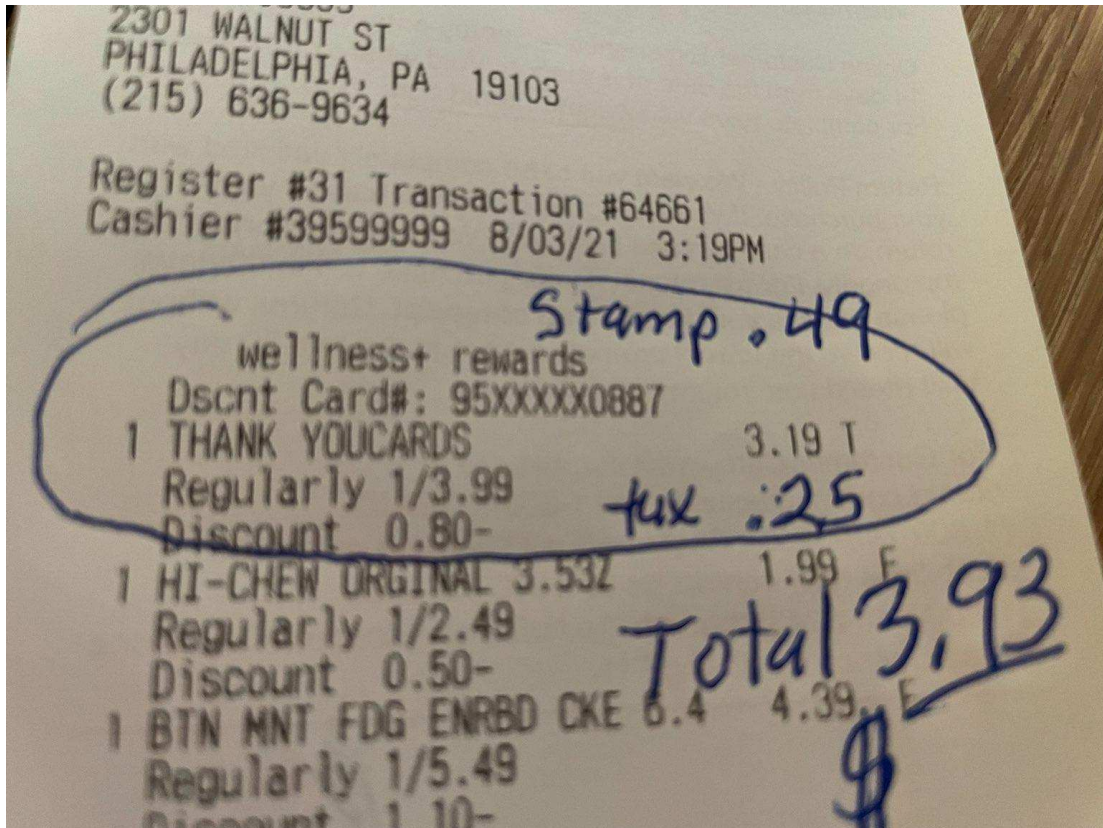 2301 WALNUT ST
PHILADELPHIA, PA 19103
(215) 636-9634
Register #31 Transaction #64661
Cashier #39599999 8/03/21 3:19PM
Stamp .49
wellness+ rewards
Dscnt Card#: 95XXXXX0887
1 THANK YOUCARDS 3.19 T
Regularly 1/3.99
tax .25
Discount 0.80-
1 HI-CHEW ORGINAL 3.53Z 1.99 F
Regularly 1/2.49
Total 3.93
Discount 0.50-
1 BTN MNT FDG ENRBD CKE 6.4 4.39 F
$
Regularly 1/5.49
Discount 1.10-